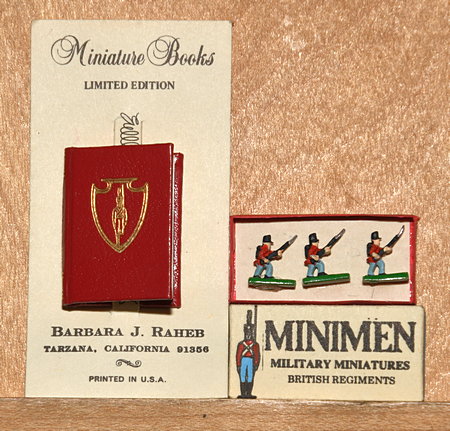 Miniature Books
LIMITED EDITION
BARBARA J. RAHEB
TARZANA, CALIFORNIA 91356
PRINTED IN U.S.A.
MINIMEN
MILITARY MINIATURES
BRITISH REGIMENTS